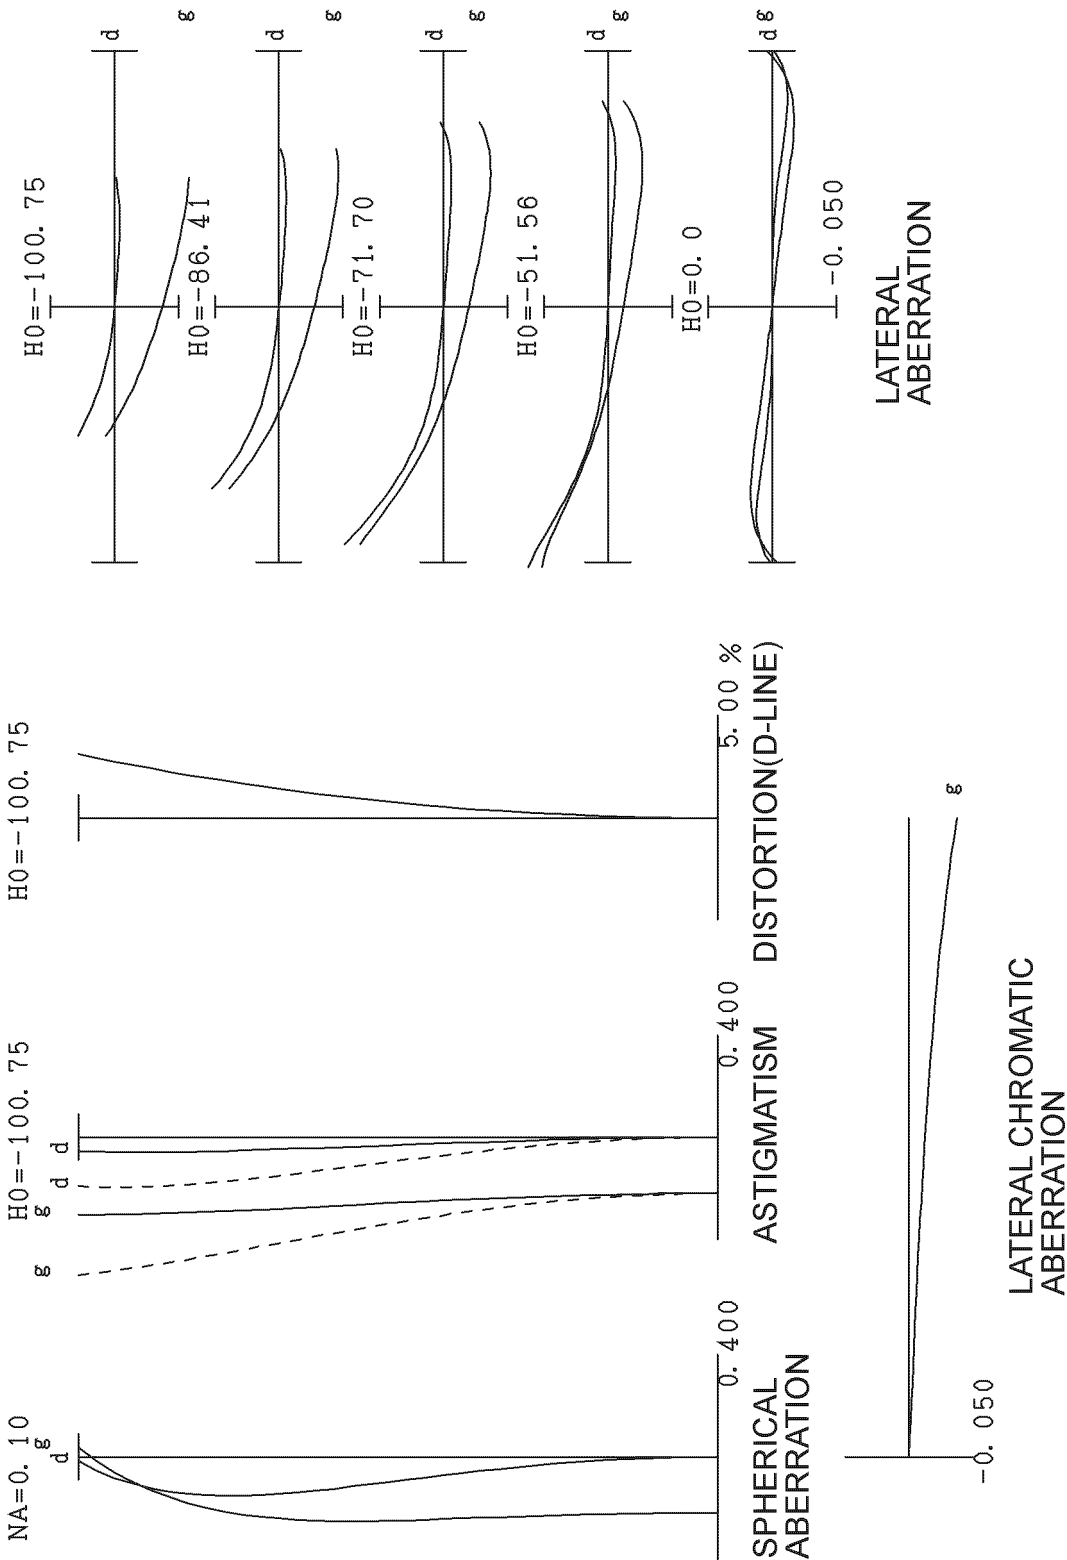 NA=0. 10
d g
0. 400
SPHERICAL
ABERRATION
H0=-100. 75
g g d d
0. 400
ASTIGMATISM
H0=-100. 75
5. 00 %
DISTORTION(D-LINE)
-0. 050
g
LATERAL CHROMATIC
ABERRATION
H0=-100. 75
d
g
H0=-86. 41
d
g
H0=-71. 70
d
g
H0=-51. 56
d
g
H0=0. 0
d
g
-0. 050
LATERAL
ABERRATION